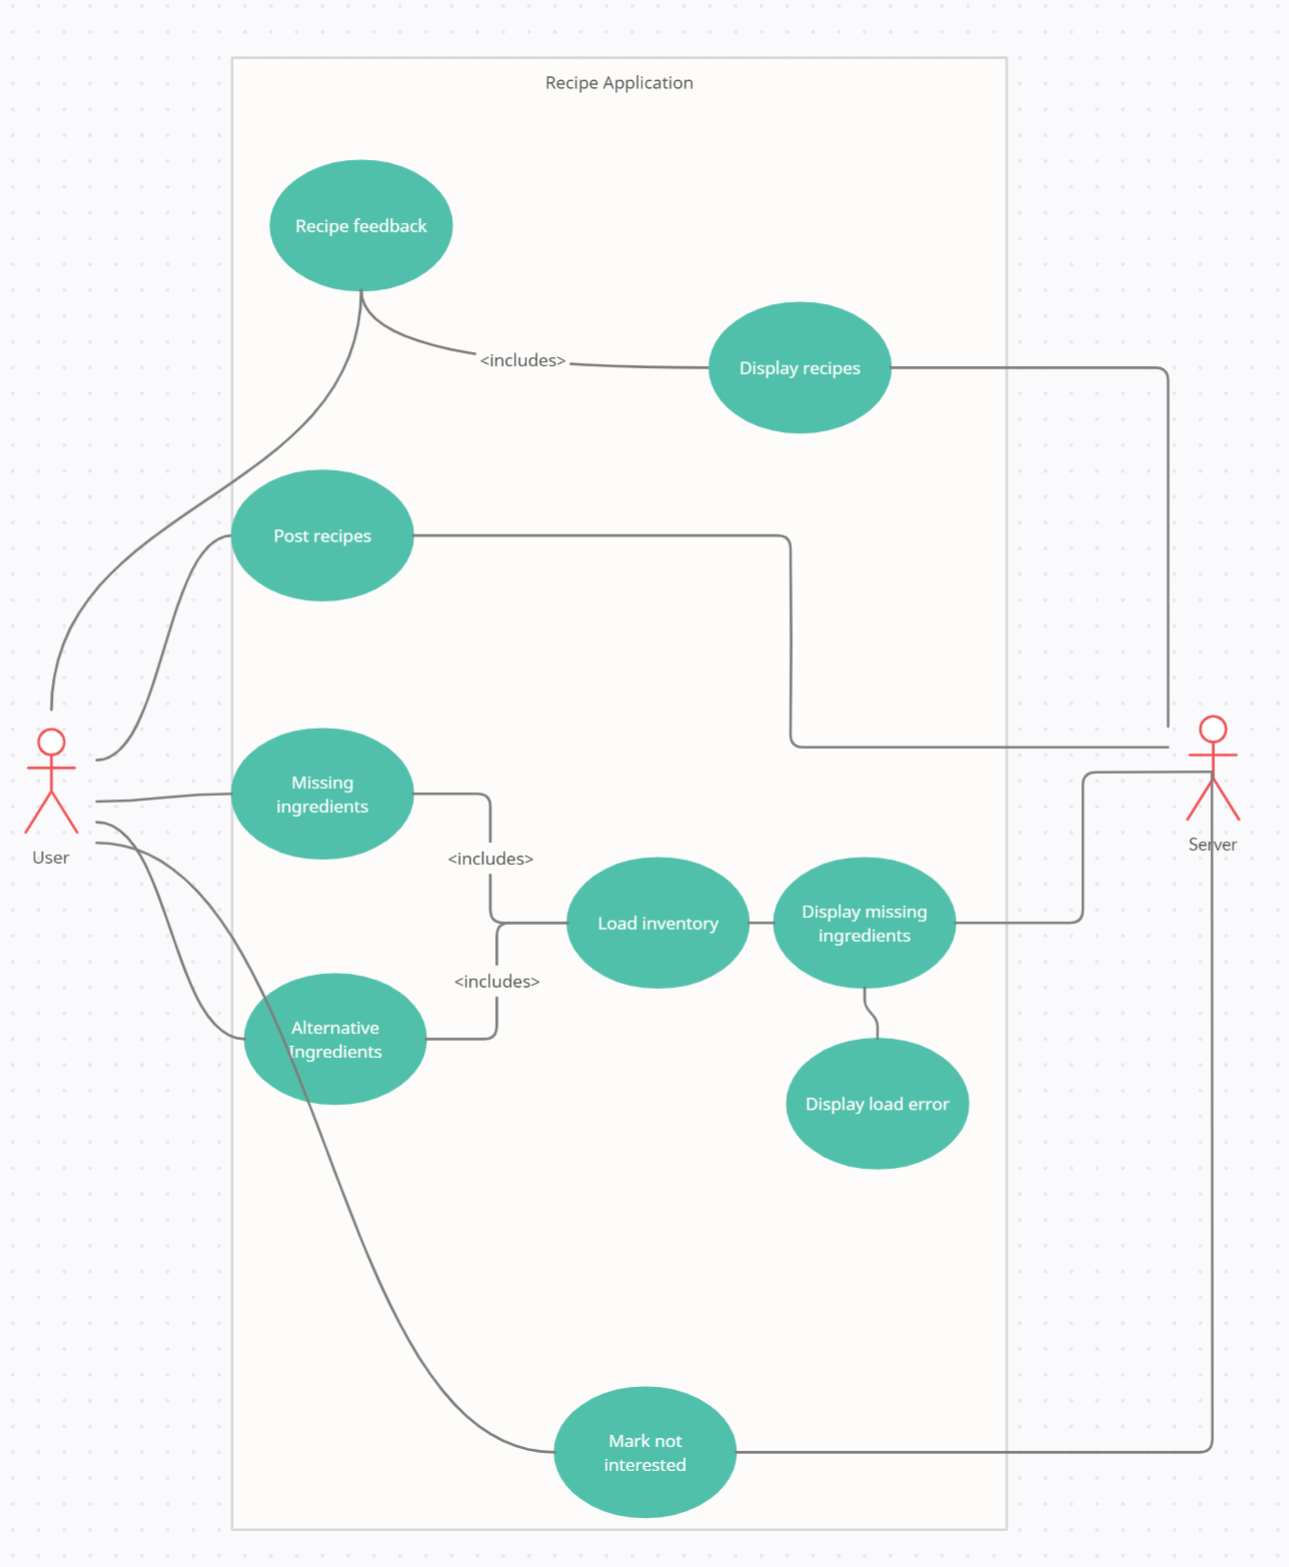 Recipe Application
Recipe feedback
<includes>
Display recipes
Post recipes
Missing
ingredients
User
Server
<includes>
Load inventory
Display missing
ingredients
<includes>
Alternative
Ingredients
Display load error
Mark not
interested